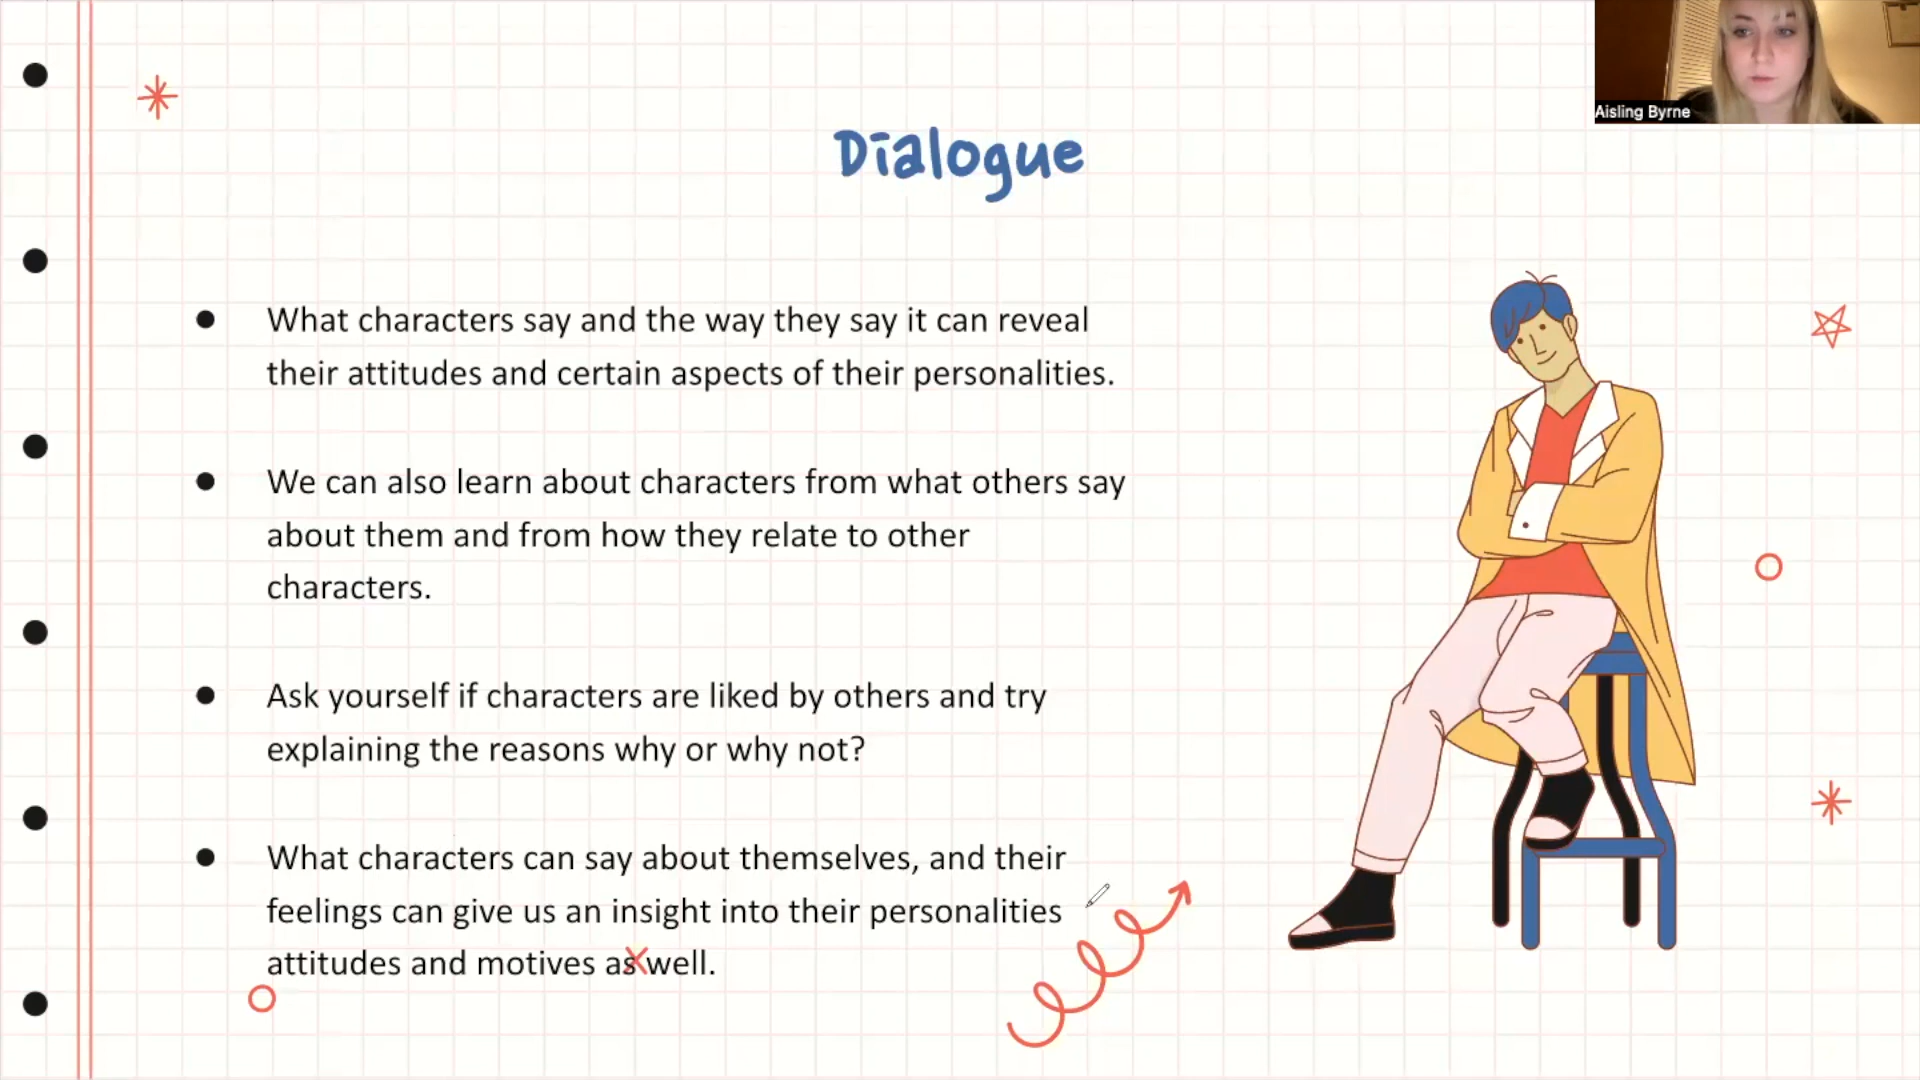 Aisling Byrne
Dialogue
What characters say and the way they say it can reveal
their attitudes and certain aspects of their personalities.
We can also learn about characters from what others say
about them and from how they relate to other
characters.
Ask yourself if characters are liked by others and try
explaining the reasons why or why not?
What characters can say about themselves, and their
feelings can give us an insight into their personalities
attitudes and motives as well.